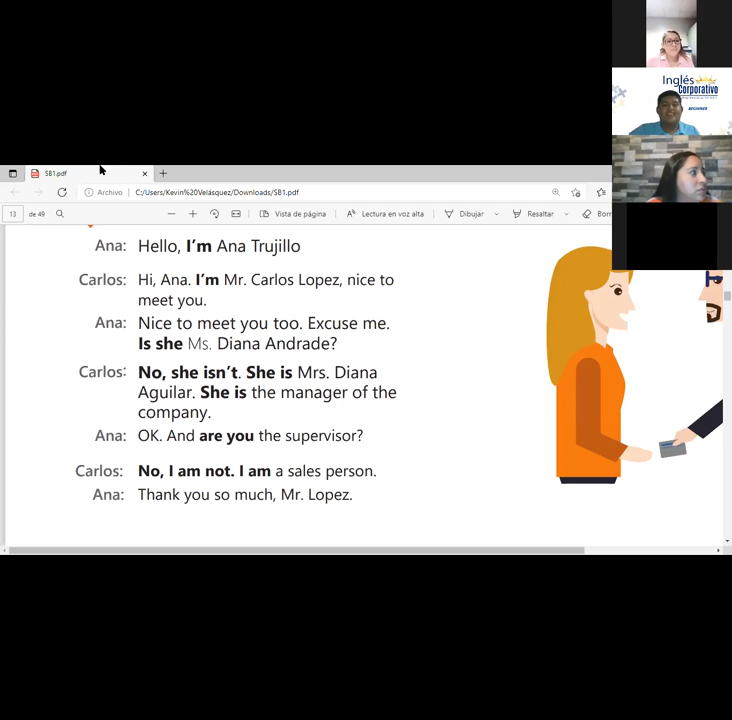 Inglés
Corporativo
BEGINNER
SB1.pdf
Archivo C:/Users/Kevin%20Velásquez/Downloads/SB1.pdf
13 de 49 Vista de página Lectura en voz alta Dibujar Resaltar Borr
Ana: Hello, I'm Ana Trujillo
Carlos: Hi, Ana. I'm Mr. Carlos Lopez, nice to
meet you.
Ana: Nice to meet you too. Excuse me.
Is she Ms. Diana Andrade?
Carlos: No, she isn't. She is Mrs. Diana
Aguilar. She is the manager of the
company.
Ana: OK. And are you the supervisor?
Carlos: No, I am not. I am a sales person.
Ana: Thank you so much, Mr. Lopez.